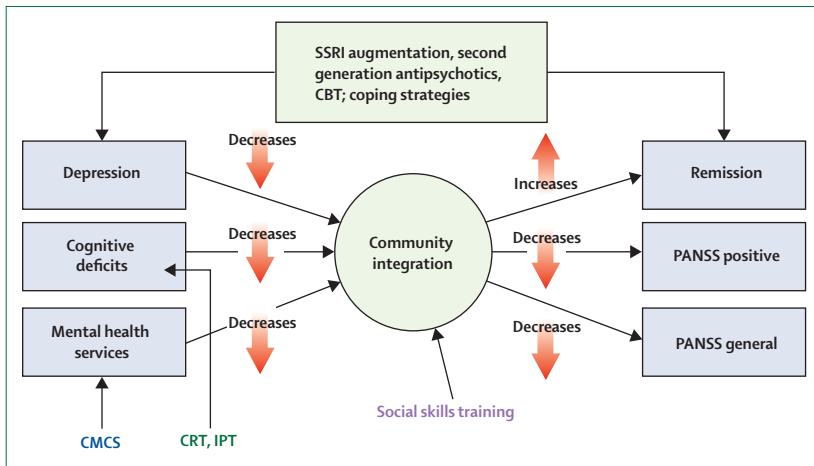 SSRI augmentation, second
generation antipsychotics,
CBT; coping strategies
Decreases
Depression
Increases
Remission
Cognitive
deficits
Decreases
Community
integration
Decreases
PANSS positive
Mental health
services
Decreases
Decreases
PANSS general
Social skills training
CMCS
CRT, IPT